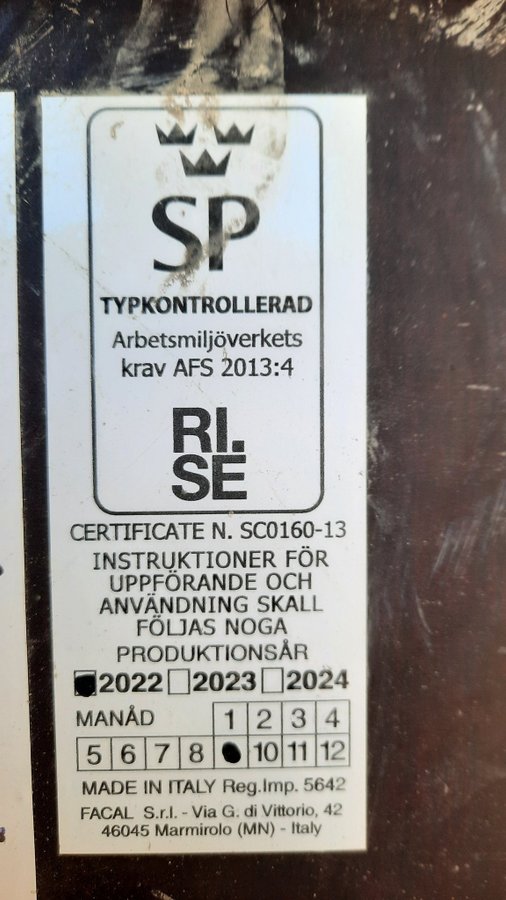 SP
TYPKONTROLLERAD
Arbetsmiljöverkets
krav AFS 2013:4
RI.
SE
CERTIFICATE N. SC0160-13
INSTRUKTIONER FÖR
UPPFÖRANDE OCH
ANVÄNDNING SKALL
FÖLJAS NOGA
PRODUKTIONSÅR
2022 2023 2024
MANÅD 1 2 3 4
5 6 7 8 10 11 12
MADE IN ITALY Reg.Imp. 5642
FACAL S.r.l. - Via G. di Vittorio, 42
46045 Marmirolo (MN) - Italy